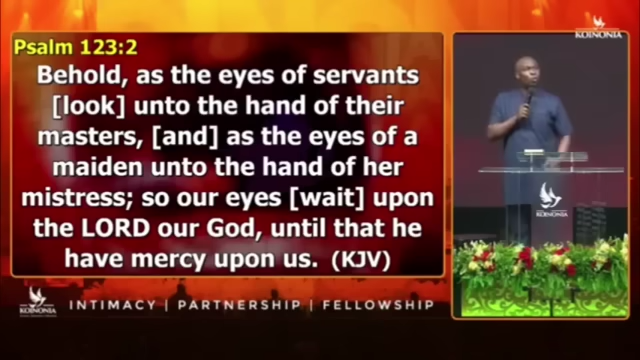 Psalm 123:2
Behold, as the eyes of servants
[look] unto the hand of their
masters, [and] as the eyes of a
maiden unto the hand of her
mistress; so our eyes [wait] upon
the LORD our God, until that he
have mercy upon us. (KJV)
KOINONIA
KOINONIA
KOINONIA
INTIMACY | PARTNERSHIP | FELLOWSHIP